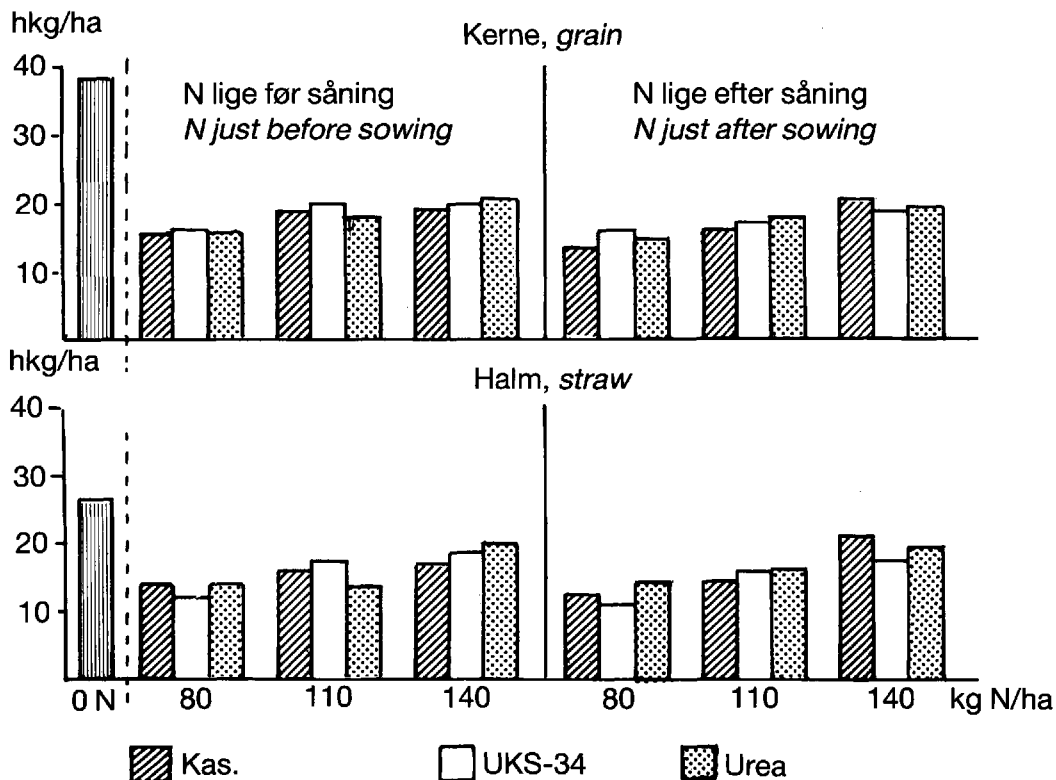 hkg/ha
Kerne, grain
40
30
20
10
N lige før såning
N just before sowing
N lige efter såning
N just after sowing
hkg/ha
Halm, straw
40
30
20
10
0 N 80 110 140 80 110 140 kg N/ha
Kas. UKS-34 Urea